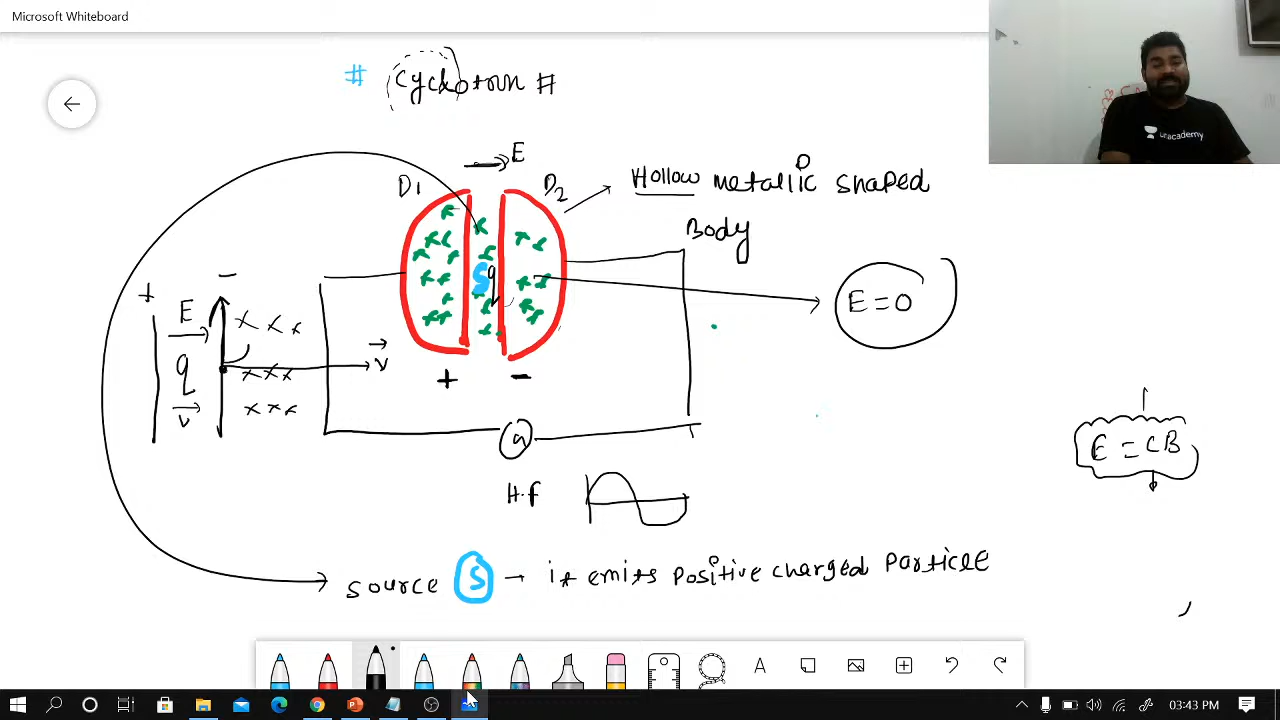 Microsoft Whiteboard
# Cyclotron #
unacademy
E
D1
D2
Hollow metallic D shaped
Body
S q
E = 0
+
-
E
x x x
q
x x x
v
v
x x x
+
-
E = CB
H.f
source S → it emits Positive charged Particle
A
03:43 PM